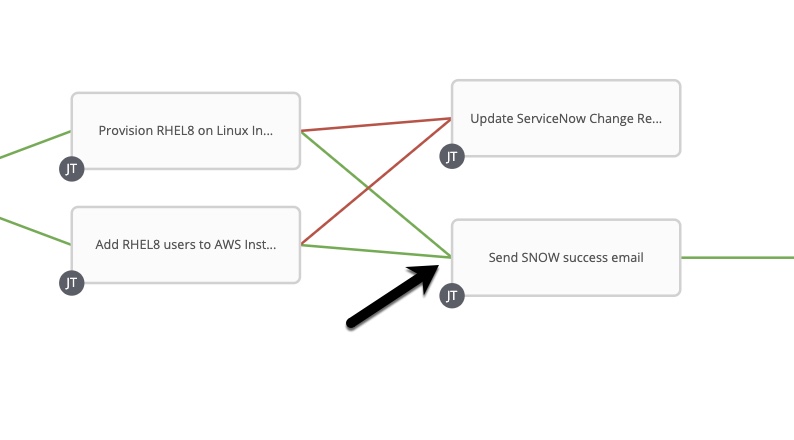 Provision RHEL8 on Linux In...
JT
Add RHEL8 users to AWS Inst...
JT
Update ServiceNow Change Re...
JT
Send SNOW success email
JT